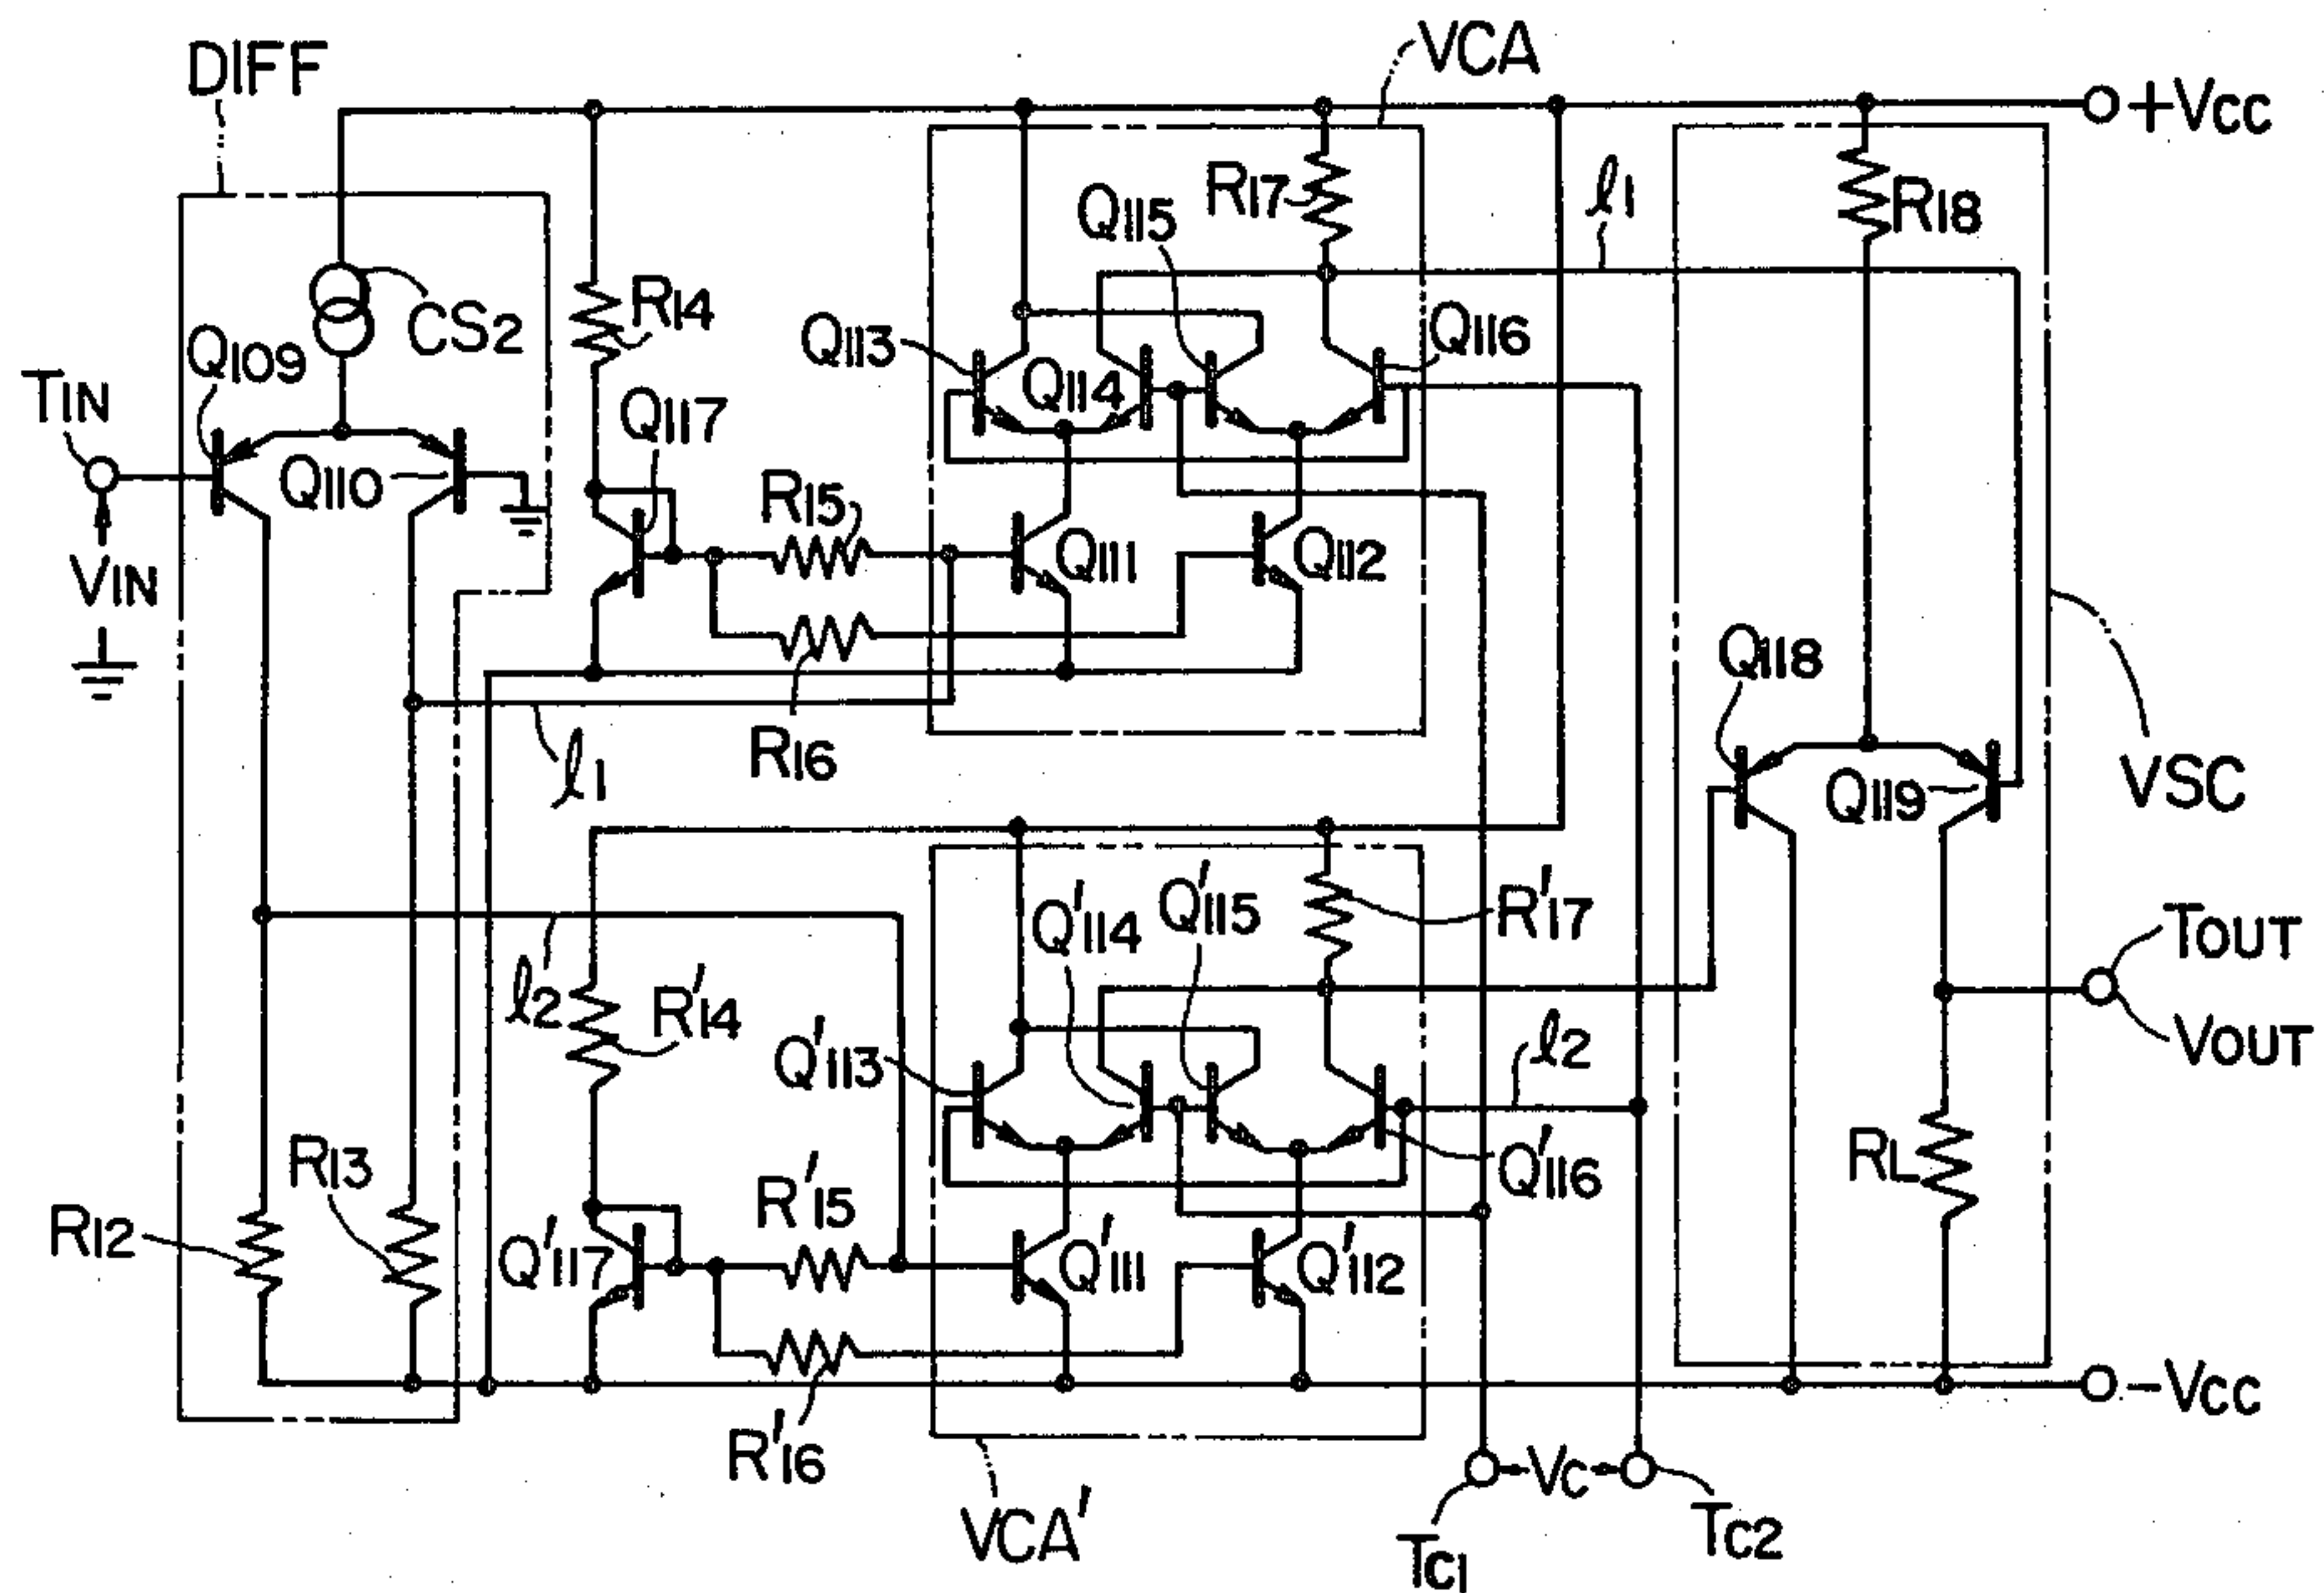 DIFF
VCA
+VCC
R17
ℓ1
Q115
R18
CS2
R14
Q113
Q114
Q116
Q109
TIN
Q117
Q110
R15
VIN
Q111
Q112
Q118
R16
ℓ1
Q119
VSC
Q'114
Q'115
R'17
TOUT
ℓ2
R'14
Q'113
ℓ2
VOUT
R13
R'15
Q'116
RL
R12
Q'117
Q'111
Q'112
-VCC
R'16
VC
VCA'
TC1
TC2